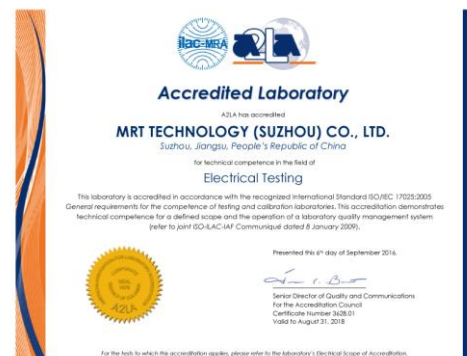 ilac-MRA
A2LA
Accredited Laboratory
A2LA has accredited
MRT TECHNOLOGY (SUZHOU) CO., LTD.
Suzhou, Jiangsu, People's Republic of China
for technical competence in the field of
Electrical Testing
This laboratory is accredited in accordance with the recognized International Standard ISO/IEC 17025:2005
General requirements for the competence of testing and calibration laboratories. This accreditation demonstrates
technical competence for a defined scope and the operation of a laboratory quality management system
(refer to joint ISO-ILAC-IAF Communiqué dated 8 January 2009).
Presented this 6th day of September 2016.
Senior Director of Quality and Communications
For the Accreditation Council
Certificate Number 3628.01
Valid to August 31, 2018
SEAL
1978
A2LA
For the tests to which this accreditation applies, please refer to the laboratory's Electrical Scope of Accreditation.